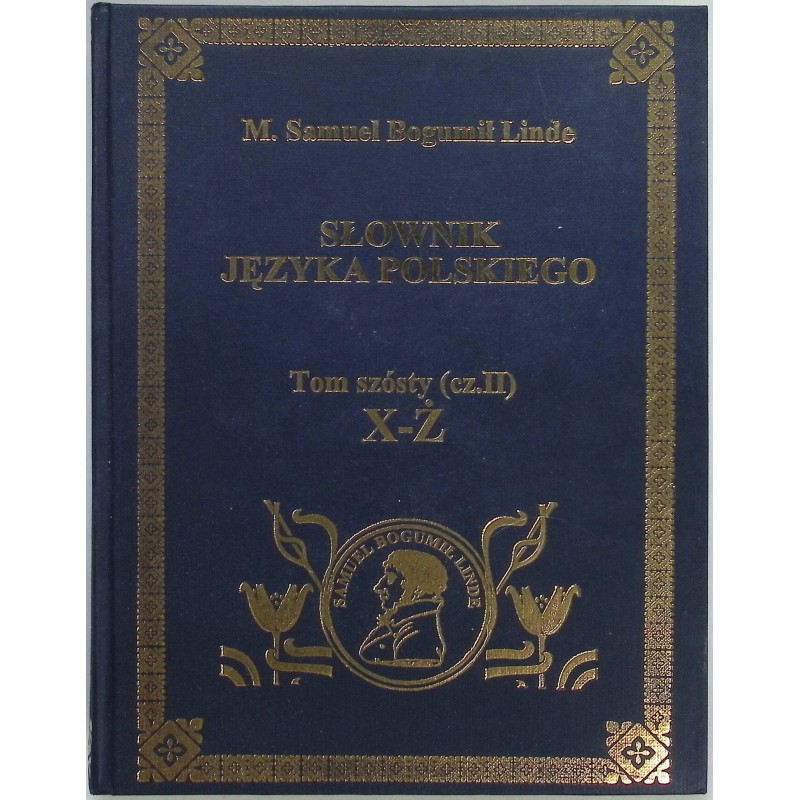 M. Samuel Bogumił Linde
SŁOWNIK
JĘZYKA POLSKIEGO
Tom szósty (cz.II)
X-Ż
SAMUEL BOGUMIŁ LINDE